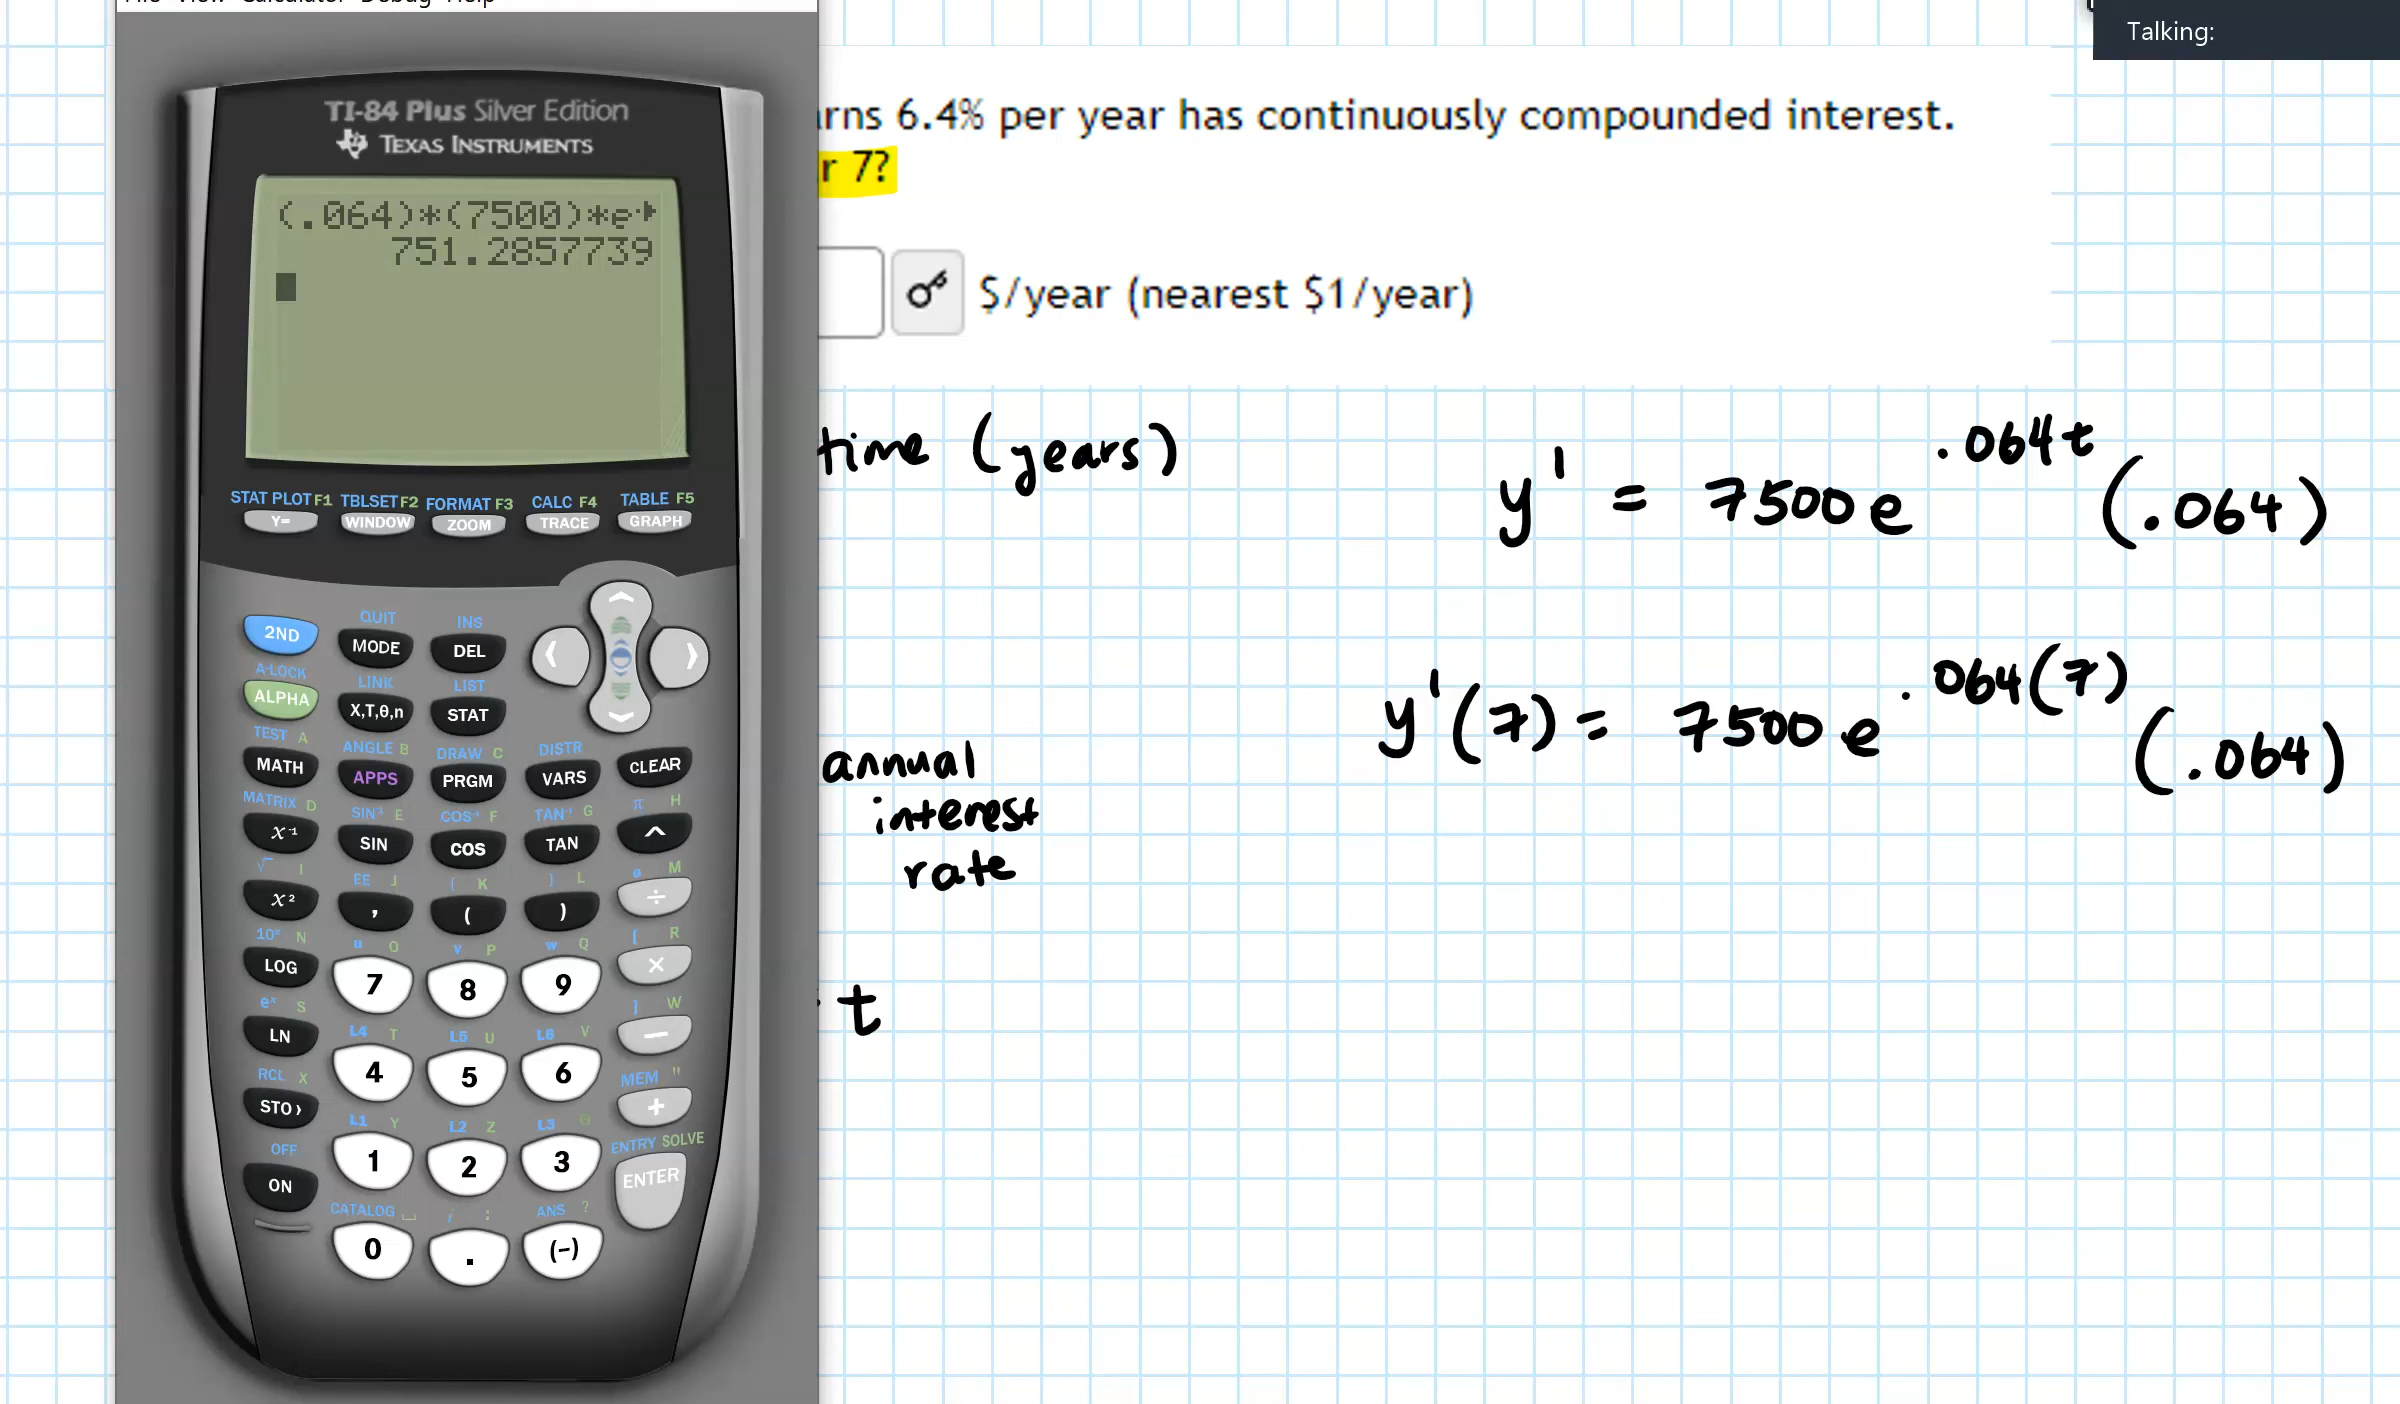 File View Calculator Debug Help
Talking:
TI-84 Plus Silver Edition
TEXAS INSTRUMENTS
(.064)*(7500)*e
751.2857739
arns 6.4% per year has continuously compounded interest.
r 7?
$/year (nearest $1/year)
time (years)
y' = 7500e^.064t (.064)
y'(7) = 7500e^.064(7) (.064)
annual
interest
rate
t
STAT PLOT F1 TBLSET F2 FORMAT F3 CALC F4 TABLE F5
Y= WINDOW ZOOM TRACE GRAPH
QUIT INS
2ND MODE DEL
A-LOCK LINK LIST
ALPHA X,T,θ,n STAT
TEST A ANGLE B DRAW C DISTR
MATH APPS PRGM VARS CLEAR
MATRIX D SIN⁻¹ E COS⁻¹ F TAN⁻¹ G π H
x⁻¹ SIN COS TAN ^
√ I EE J { K } L e M
x² , ( ) ÷
10ˣ N u O v P w Q [ R
LOG 7 8 9 ×
eˣ S L4 T L5 U L6 V ] W
LN 4 5 6 −
RCL X L1 Y L2 Z L3 θ MEM "
STO› 1 2 3 +
OFF CATALOG ⎵ i : ANS ? ENTRY SOLVE
ON 0 . (-) ENTER